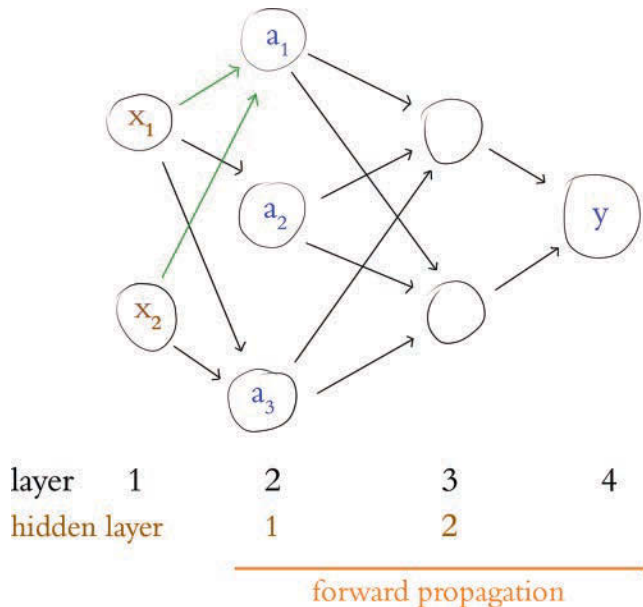 a₁
x₁
a₂
y
x₂
a₃
layer 1 2 3 4
hidden layer 1 2
forward propagation